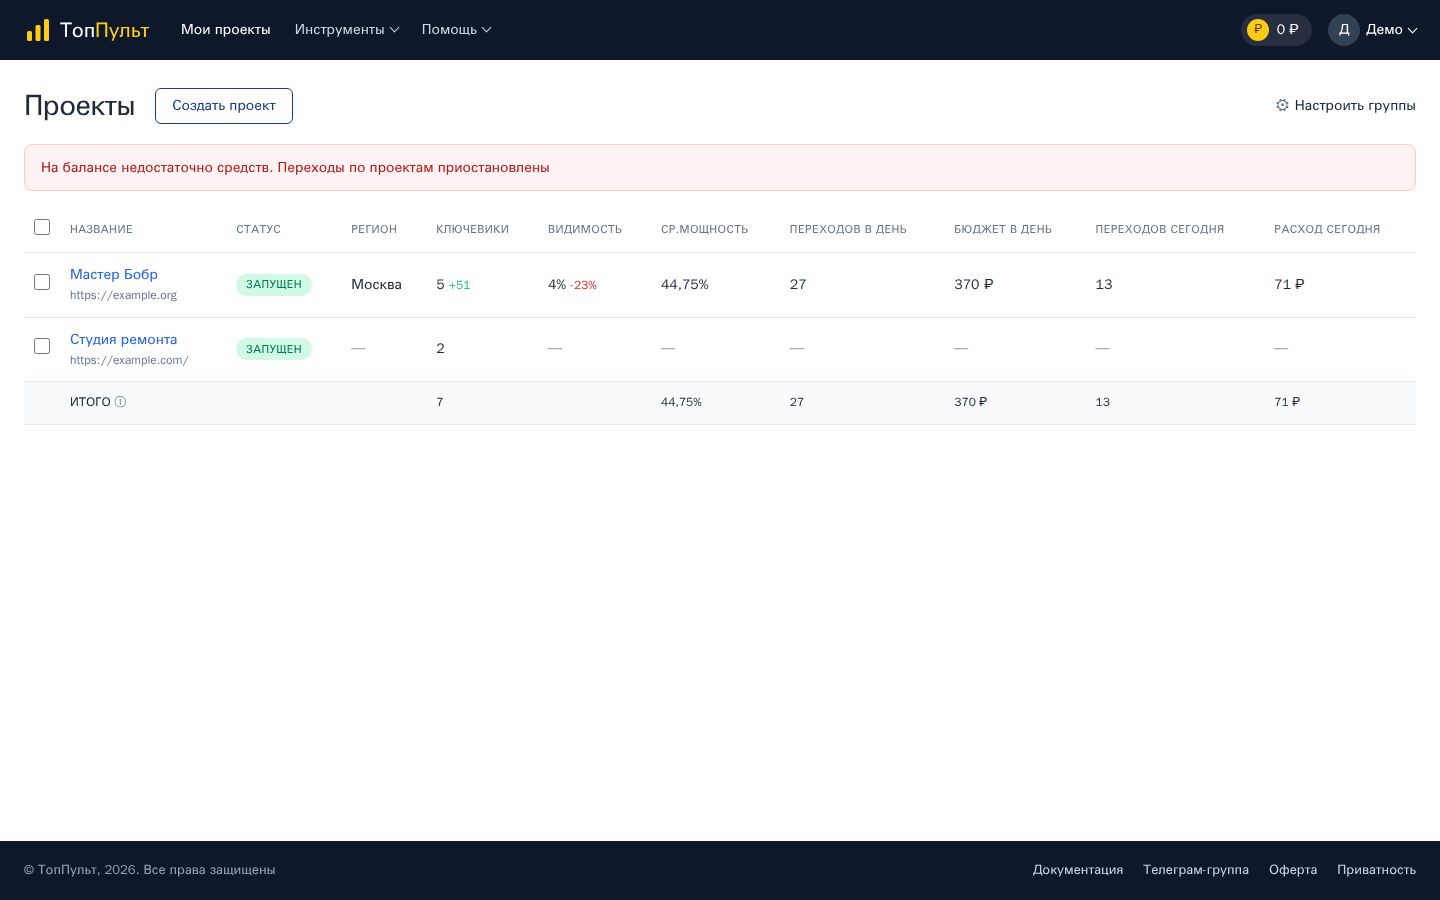 ТопПульт Мои проекты Инструменты Помощь ₽ 0 ₽ Д Демо
Проекты Создать проект Настроить группы
На балансе недостаточно средств. Переходы по проектам приостановлены
НАЗВАНИЕ СТАТУС РЕГИОН КЛЮЧЕВИКИ ВИДИМОСТЬ СР.МОЩНОСТЬ ПЕРЕХОДОВ В ДЕНЬ БЮДЖЕТ В ДЕНЬ ПЕРЕХОДОВ СЕГОДНЯ РАСХОД СЕГОДНЯ
Мастер Бобр ЗАПУЩЕН Москва 5 +51 4% -23% 44,75% 27 370 ₽ 13 71 ₽
https://example.org
Студия ремонта ЗАПУЩЕН — 2 — — — — — —
https://example.com/
ИТОГО ⓘ 7 44,75% 27 370 ₽ 13 71 ₽
© ТопПульт, 2026. Все права защищены Документация Телеграм-группа Оферта Приватность